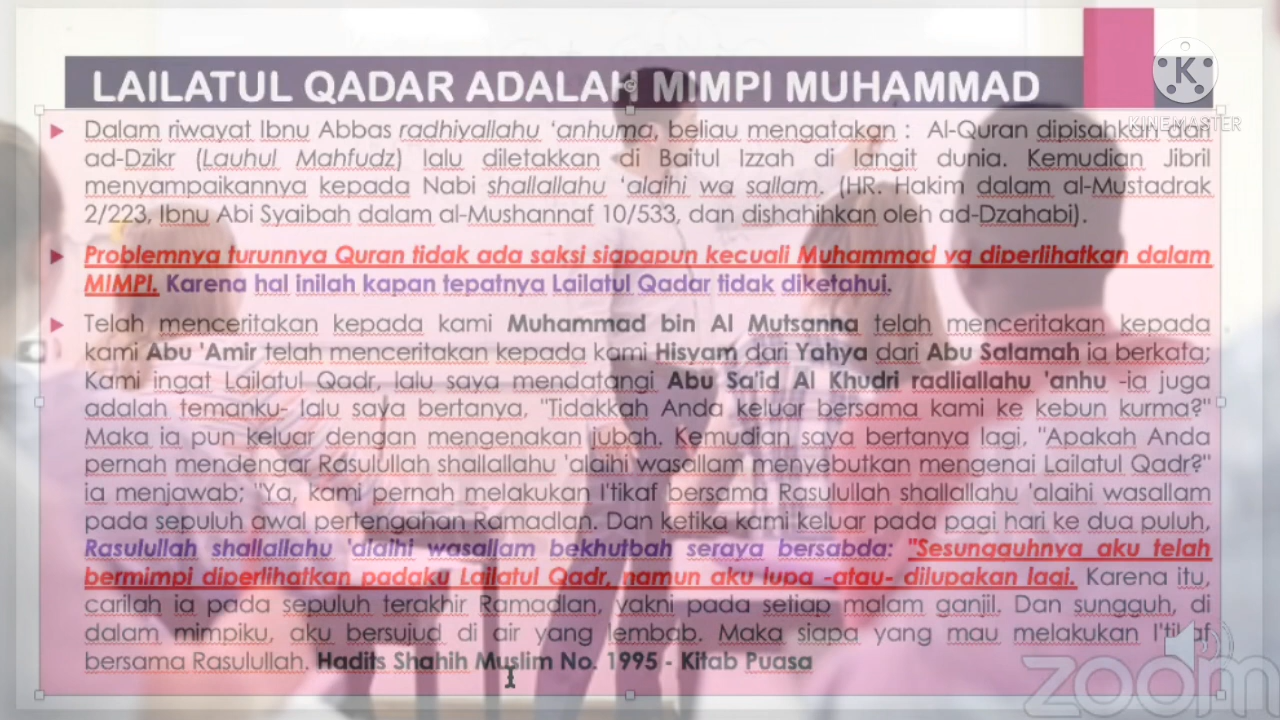 LAILATUL QADAR ADALAH MIMPI MUHAMMAD
K
KINEMASTER
Dalam riwayat Ibnu Abbas radhiyallahu 'anhuma, beliau mengatakan : Al-Quran dipisahkan dari
ad-Dzikr (Lauhul Mahfudz) lalu diletakkan di Baitul Izzah di langit dunia. Kemudian Jibril
menyampaikannya kepada Nabi shallallahu 'alaihi wa sallam. (HR. Hakim dalam al-Mustadrak
2/223, Ibnu Abi Syaibah dalam al-Mushannaf 10/533, dan dishahihkan oleh ad-Dzahabi).
Problemnya turunnya Quran tidak ada saksi siapapun kecuali Muhammad yg diperlihatkan dalam
MIMPI. Karena hal inilah kapan tepatnya Lailatul Qadar tidak diketahui.
Telah menceritakan kepada kami Muhammad bin Al Mutsanna telah menceritakan kepada
kami Abu 'Amir telah menceritakan kepada kami Hisyam dari Yahya dari Abu Salamah ia berkata;
Kami ingat Lailatul Qadr, lalu saya mendatangi Abu Sa'id Al Khudri radliallahu 'anhu -ia juga
adalah temanku- lalu saya bertanya, "Tidakkah Anda keluar bersama kami ke kebun kurma?"
Maka ia pun keluar dengan mengenakan jubah. Kemudian saya bertanya lagi, "Apakah Anda
pernah mendengar Rasulullah shallallahu 'alaihi wasallam menyebutkan mengenai Lailatul Qadr?"
ia menjawab; "Ya, kami pernah melakukan I'tikaf bersama Rasulullah shallallahu 'alaihi wasallam
pada sepuluh awal pertengahan Ramadlan. Dan ketika kami keluar pada pagi hari ke dua puluh,
Rasulullah shallallahu 'alaihi wasallam bekhutbah seraya bersabda: "Sesungguhnya aku telah
bermimpi diperlihatkan padaku Lailatul Qadr, namun aku lupa -atau- dilupakan lagi. Karena itu,
carilah ia pada sepuluh terakhir Ramadlan, yakni pada setiap malam ganjil. Dan sungguh, di
dalam mimpiku, aku bersujud di air yang lembab. Maka siapa yang mau melakukan I'tikaf
bersama Rasulullah. Hadits Shahih Muslim No. 1995 - Kitab Puasa
zoom